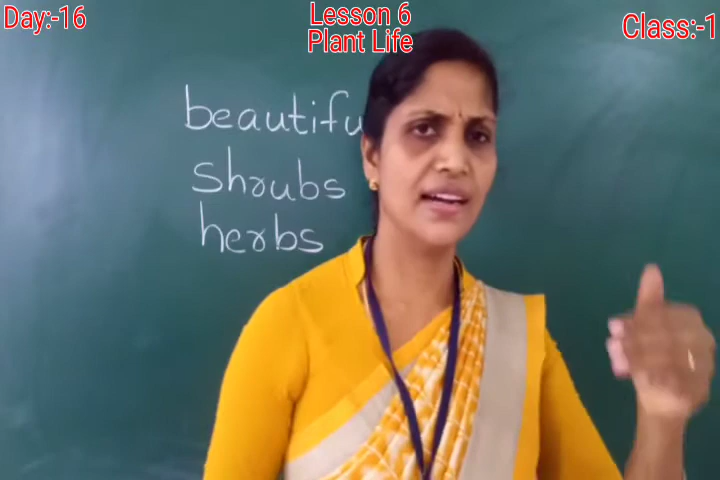 Day:-16
Lesson 6
Plant Life
Class:-1
beautifu
shrubs
herbs